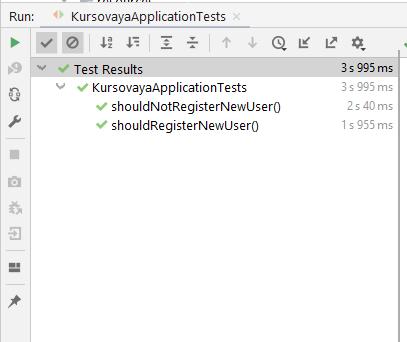 Run: KursovayaApplicationTests
Test Results 3 s 995 ms
KursovayaApplicationTests 3 s 995 ms
shouldNotRegisterNewUser() 2 s 40 ms
shouldRegisterNewUser() 1 s 955 ms